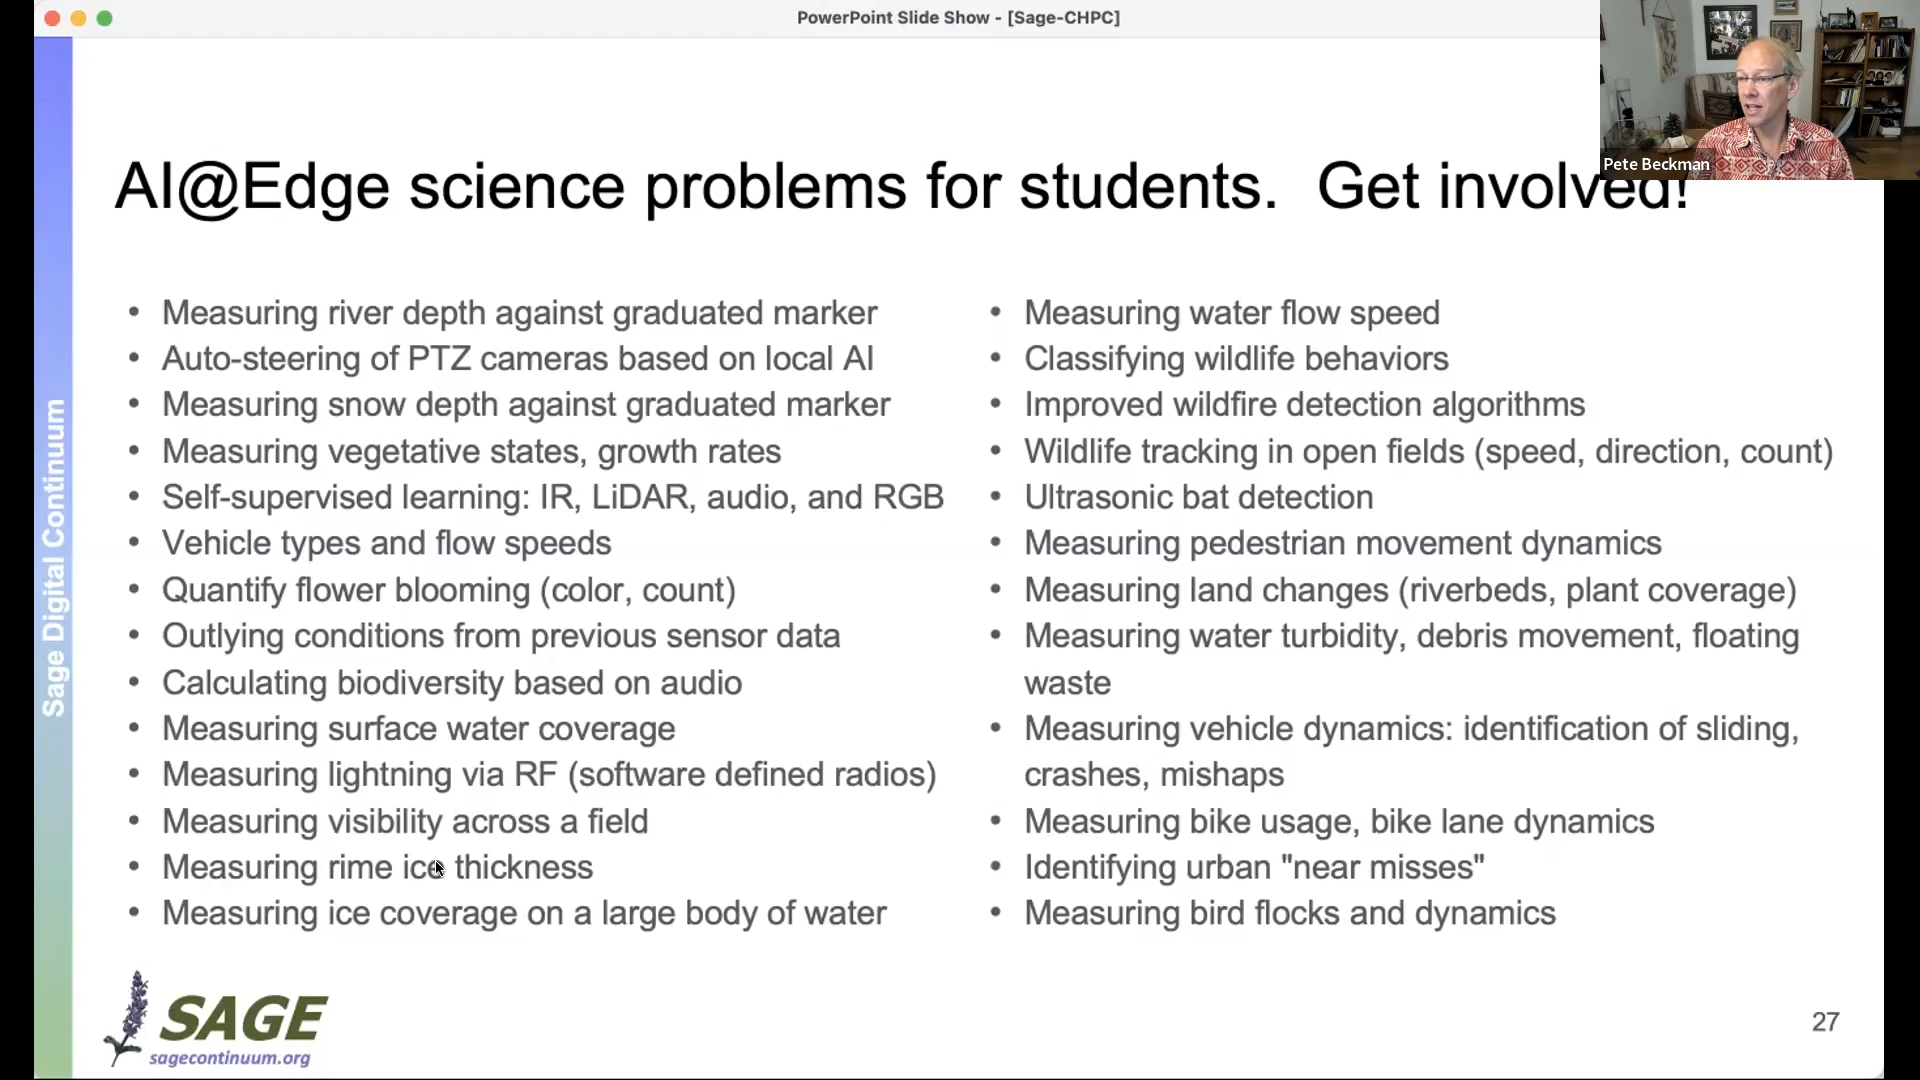 PowerPoint Slide Show - [Sage-CHPC]
Pete Beckman
AI@Edge science problems for students.  Get involved!
Sage Digital Continuum
• Measuring river depth against graduated marker
• Auto-steering of PTZ cameras based on local AI
• Measuring snow depth against graduated marker
• Measuring vegetative states, growth rates
• Self-supervised learning: IR, LiDAR, audio, and RGB
• Vehicle types and flow speeds
• Quantify flower blooming (color, count)
• Outlying conditions from previous sensor data
• Calculating biodiversity based on audio
• Measuring surface water coverage
• Measuring lightning via RF (software defined radios)
• Measuring visibility across a field
• Measuring rime ice thickness
• Measuring ice coverage on a large body of water
• Measuring water flow speed
• Classifying wildlife behaviors
• Improved wildfire detection algorithms
• Wildlife tracking in open fields (speed, direction, count)
• Ultrasonic bat detection
• Measuring pedestrian movement dynamics
• Measuring land changes (riverbeds, plant coverage)
• Measuring water turbidity, debris movement, floating
waste
• Measuring vehicle dynamics: identification of sliding,
crashes, mishaps
• Measuring bike usage, bike lane dynamics
• Identifying urban "near misses"
• Measuring bird flocks and dynamics
SAGE
sagecontinuum.org
27